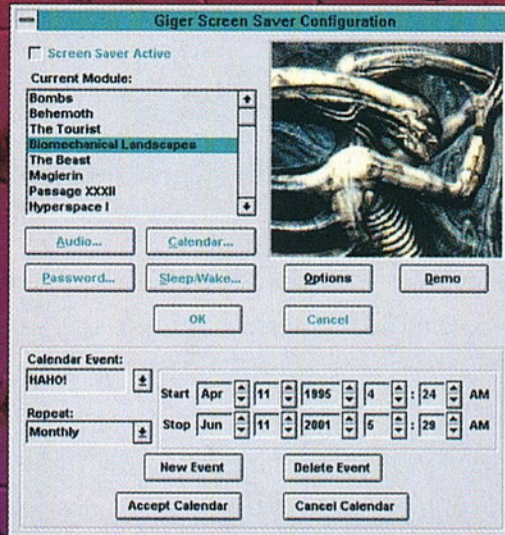 Giger Screen Saver Configuration
Screen Saver Active
Current Module:
Bombs
Behemoth
The Tourist
Biomechanical Landscapes
The Beast
Magierin
Passage XXXII
Hyperspace I
Audio...
Calendar...
Password...
Sleep/Wake...
Options
Demo
OK
Cancel
Calendar Event:
HAHO!
Start Apr 11 1995 4 : 24 AM
Repeat:
Monthly
Stop Jun 11 2001 5 : 29 AM
New Event
Delete Event
Accept Calendar
Cancel Calendar